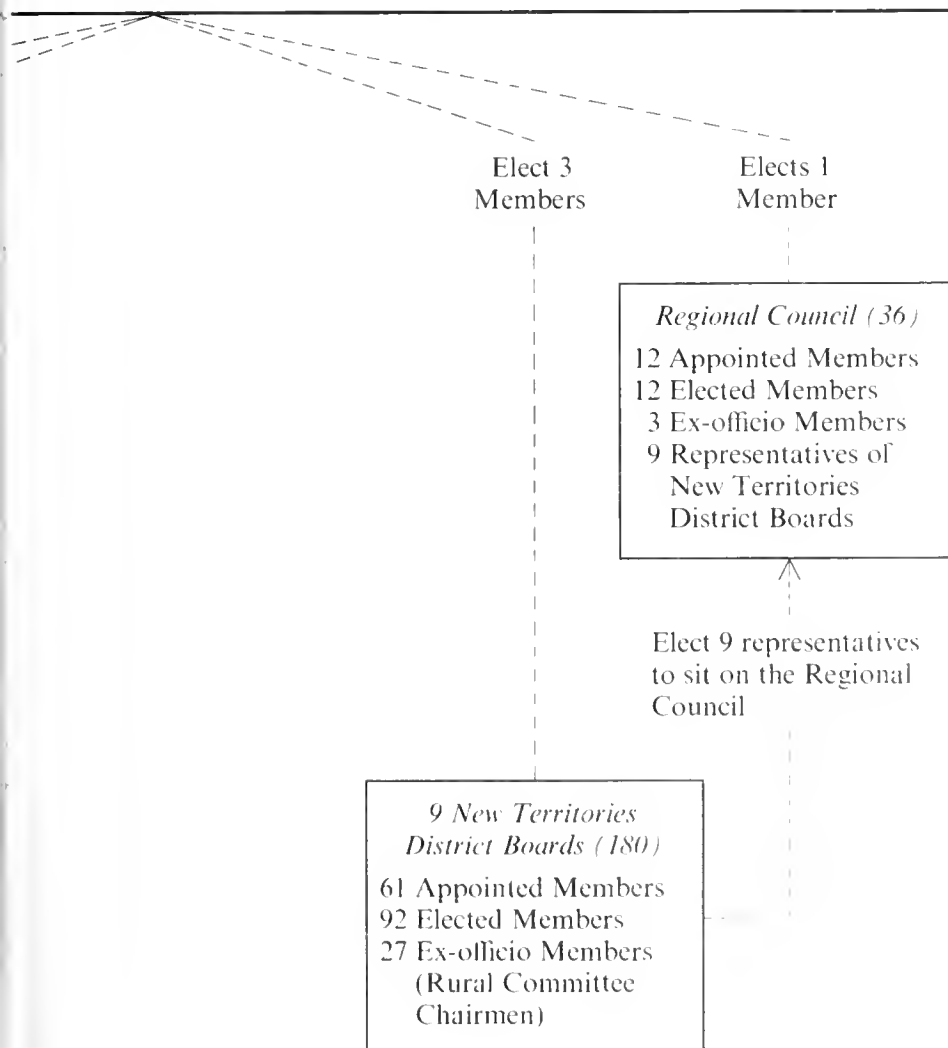 Elect 3
Members
Elects 1
Member
Regional Council (36)
12 Appointed Members
12 Elected Members
3 Ex-officio Members
9 Representatives of
New Territories
District Boards
Elect 9 representatives
to sit on the Regional
Council
9 New Territories
District Boards (180)
61 Appointed Members
92 Elected Members
27 Ex-officio Members
(Rural Committee
Chairmen)